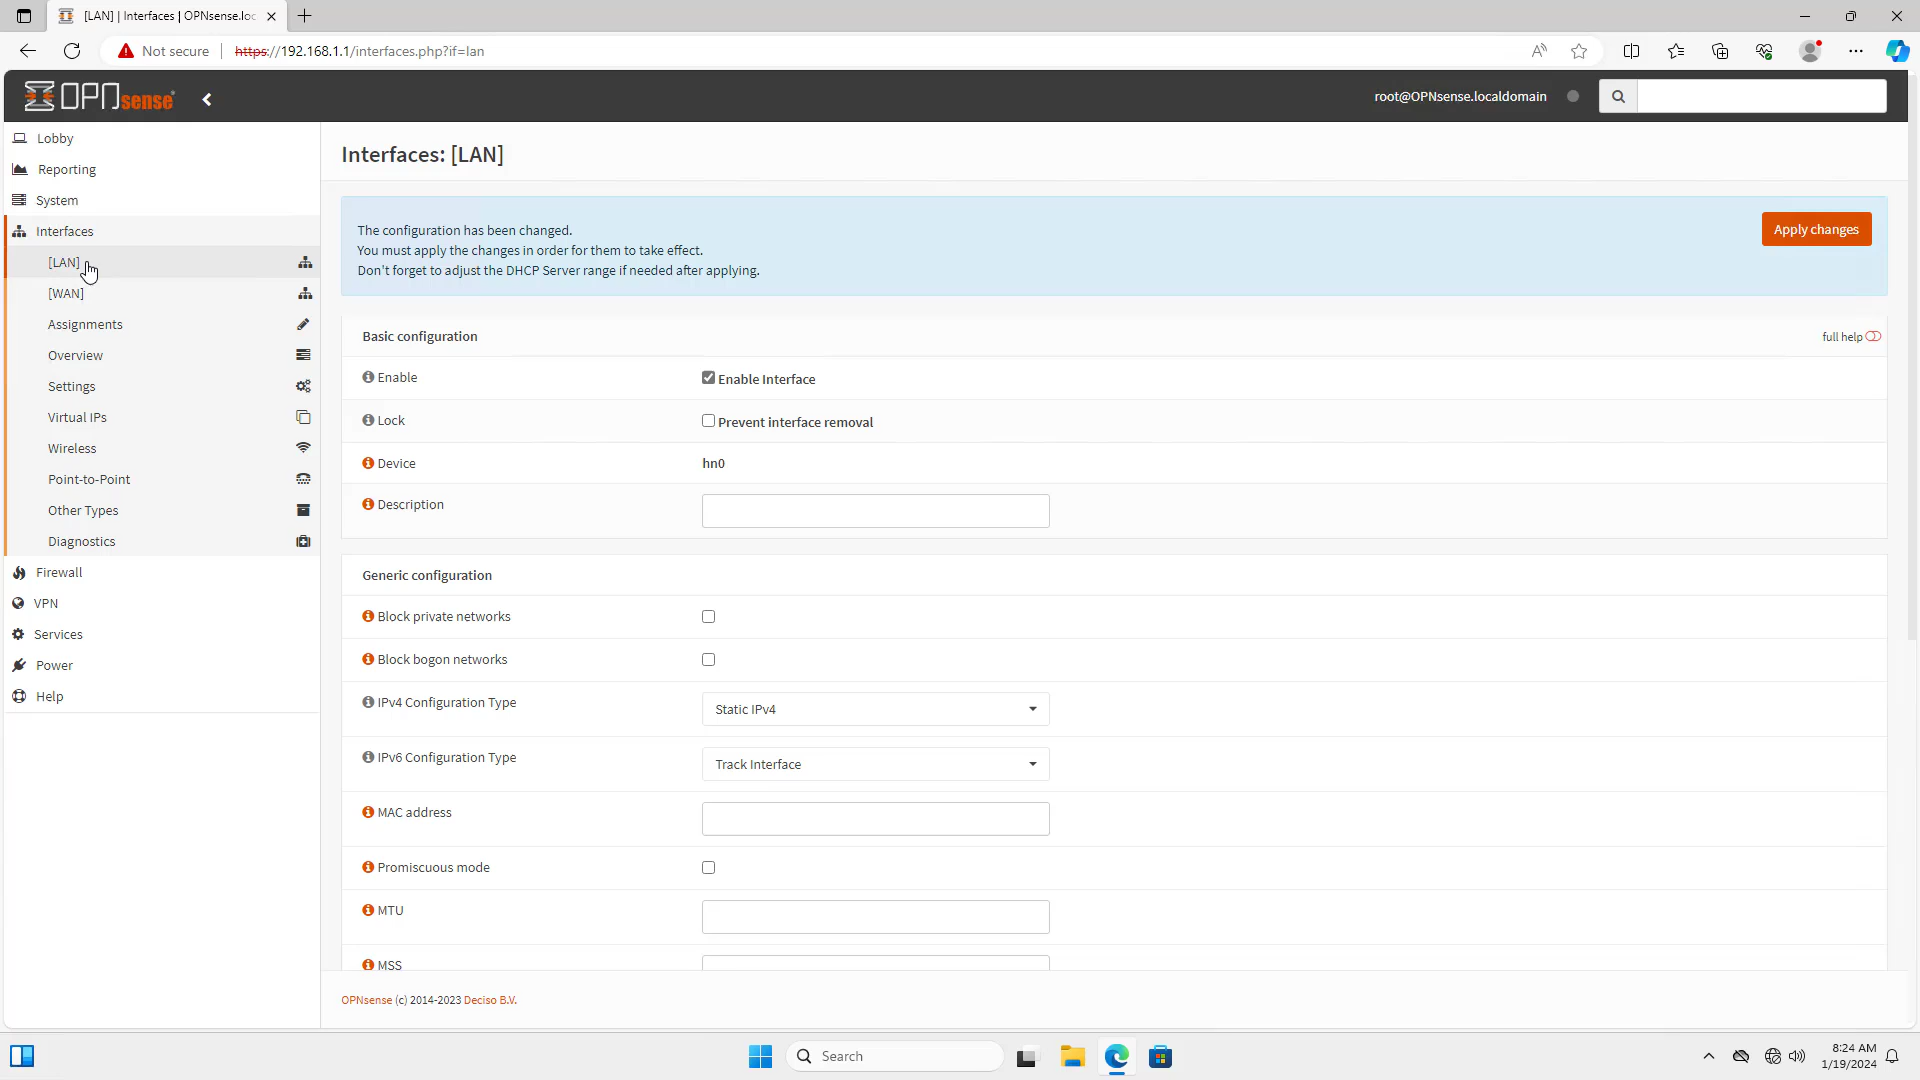 [LAN] | Interfaces | OPNsense.loc
Not secure
https://192.168.1.1/interfaces.php?if=lan
OPNsense
root@OPNsense.localdomain
Lobby
Reporting
System
Interfaces
[LAN]
[WAN]
Assignments
Overview
Settings
Virtual IPs
Wireless
Point-to-Point
Other Types
Diagnostics
Firewall
VPN
Services
Power
Help
Interfaces: [LAN]
The configuration has been changed.
You must apply the changes in order for them to take effect.
Don't forget to adjust the DHCP Server range if needed after applying.
Apply changes
Basic configuration
full help
Enable
Enable Interface
Lock
Prevent interface removal
Device
hn0
Description
Generic configuration
Block private networks
Block bogon networks
IPv4 Configuration Type
Static IPv4
IPv6 Configuration Type
Track Interface
MAC address
Promiscuous mode
MTU
MSS
OPNsense (c) 2014-2023 Deciso B.V.
Search
8:24 AM
1/19/2024